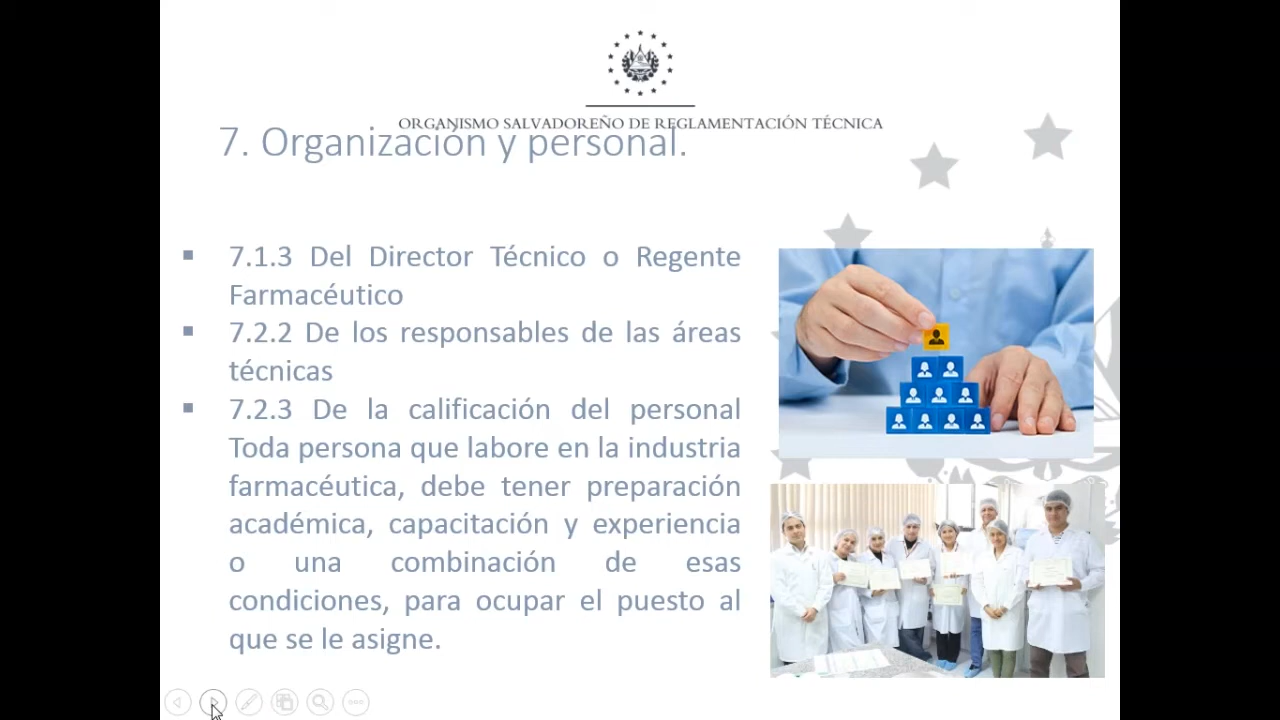 ORGANISMO SALVADOREÑO DE REGLAMENTACIÓN TÉCNICA
7. Organización y personal.
▪ 7.1.3 Del Director Técnico o Regente
Farmacéutico
▪ 7.2.2 De los responsables de las áreas
técnicas
▪ 7.2.3 De la calificación del personal
Toda persona que labore en la industria
farmacéutica, debe tener preparación
académica, capacitación y experiencia
o una combinación de esas
condiciones, para ocupar el puesto al
que se le asigne.